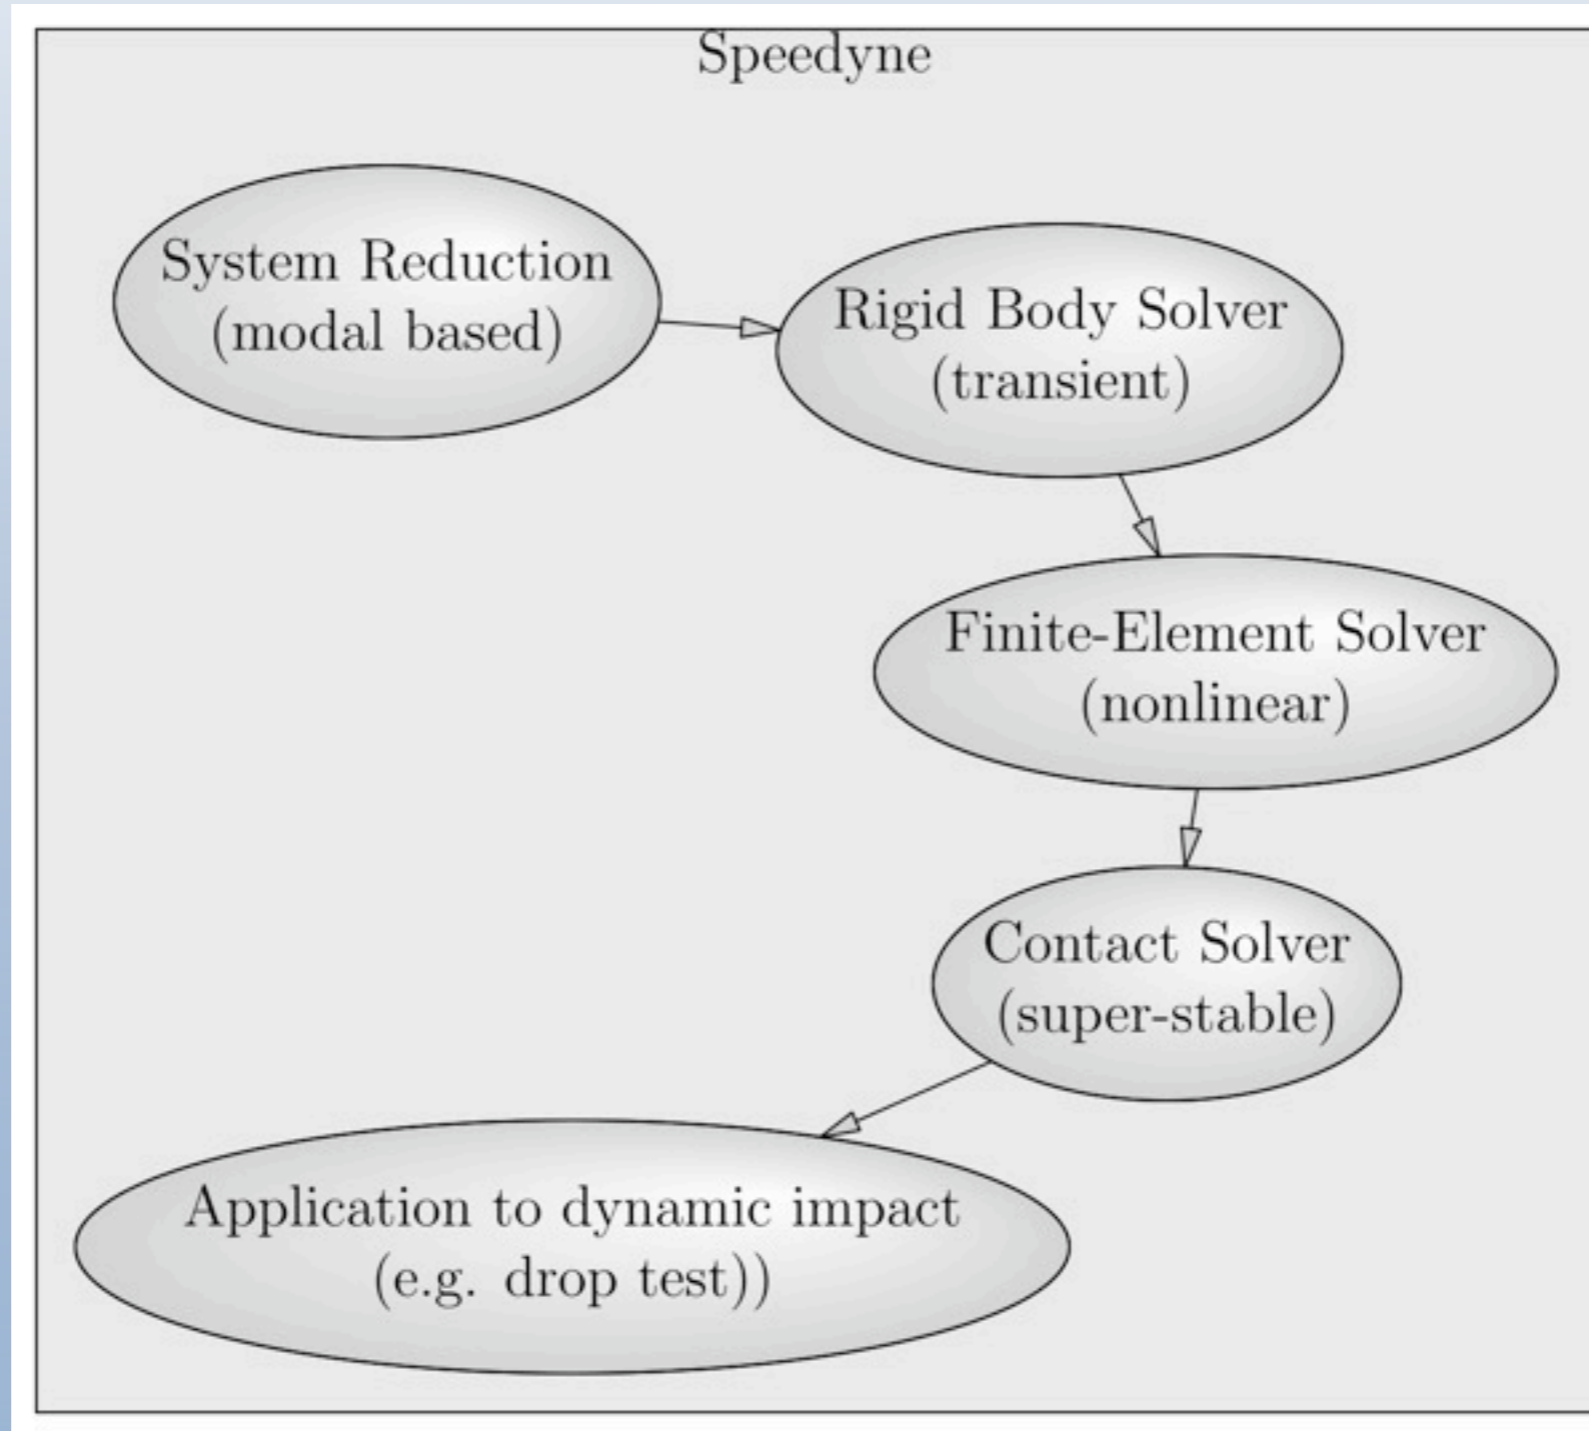 Speedyne
System Reduction
(modal based)
Rigid Body Solver
(transient)
Finite-Element Solver
(nonlinear)
Contact Solver
(super-stable)
Application to dynamic impact
(e.g. drop test))